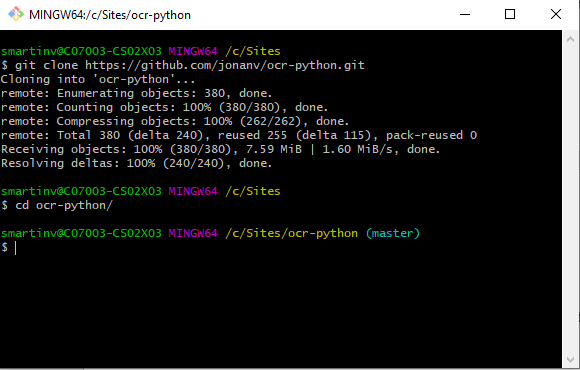 MINGW64:/c/Sites/ocr-python
smartinv@C07003-CS02X03 MINGW64 /c/Sites
$ git clone https://github.com/jonanv/ocr-python.git
Cloning into 'ocr-python'...
remote: Enumerating objects: 380, done.
remote: Counting objects: 100% (380/380), done.
remote: Compressing objects: 100% (262/262), done.
remote: Total 380 (delta 240), reused 255 (delta 115), pack-reused 0
Receiving objects: 100% (380/380), 7.59 MiB | 1.60 MiB/s, done.
Resolving deltas: 100% (240/240), done.
smartinv@C07003-CS02X03 MINGW64 /c/Sites
$ cd ocr-python/
smartinv@C07003-CS02X03 MINGW64 /c/Sites/ocr-python (master)
$